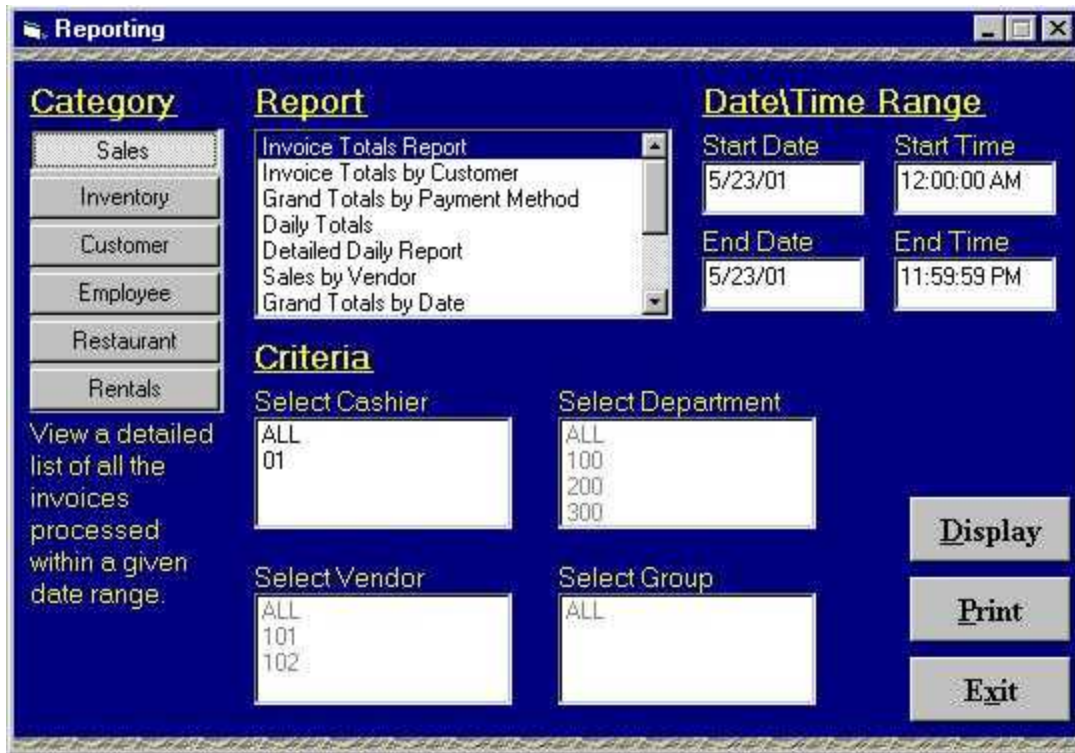 Reporting
Category
Sales
Inventory
Customer
Employee
Restaurant
Rentals
View a detailed
list of all the
invoices
processed
within a given
date range.
Report
Invoice Totals Report
Invoice Totals by Customer
Grand Totals by Payment Method
Daily Totals
Detailed Daily Report
Sales by Vendor
Grand Totals by Date
Date\Time Range
Start Date
5/23/01
Start Time
12:00:00 AM
End Date
5/23/01
End Time
11:59:59 PM
Criteria
Select Cashier
ALL
01
Select Department
ALL
100
200
300
Select Vendor
ALL
101
102
Select Group
ALL
Display
Print
Exit